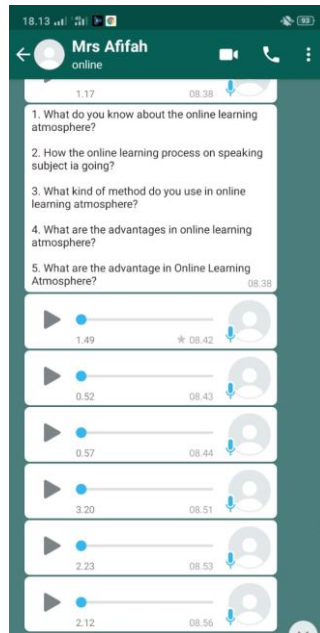 18.13
93
Mrs Afifah
online
1.17 08.38
1. What do you know about the online learning
atmosphere?
2. How the online learning process on speaking
subject ia going?
3. What kind of method do you use in online
learning atmosphere?
4. What are the advantages in online learning
atmosphere?
5. What are the advantage in Online Learning
Atmosphere?
08.38
1.49 08.42
0.52 08.43
0.57 08.44
3.20 08.51
2.23 08.53
2.12 08.56